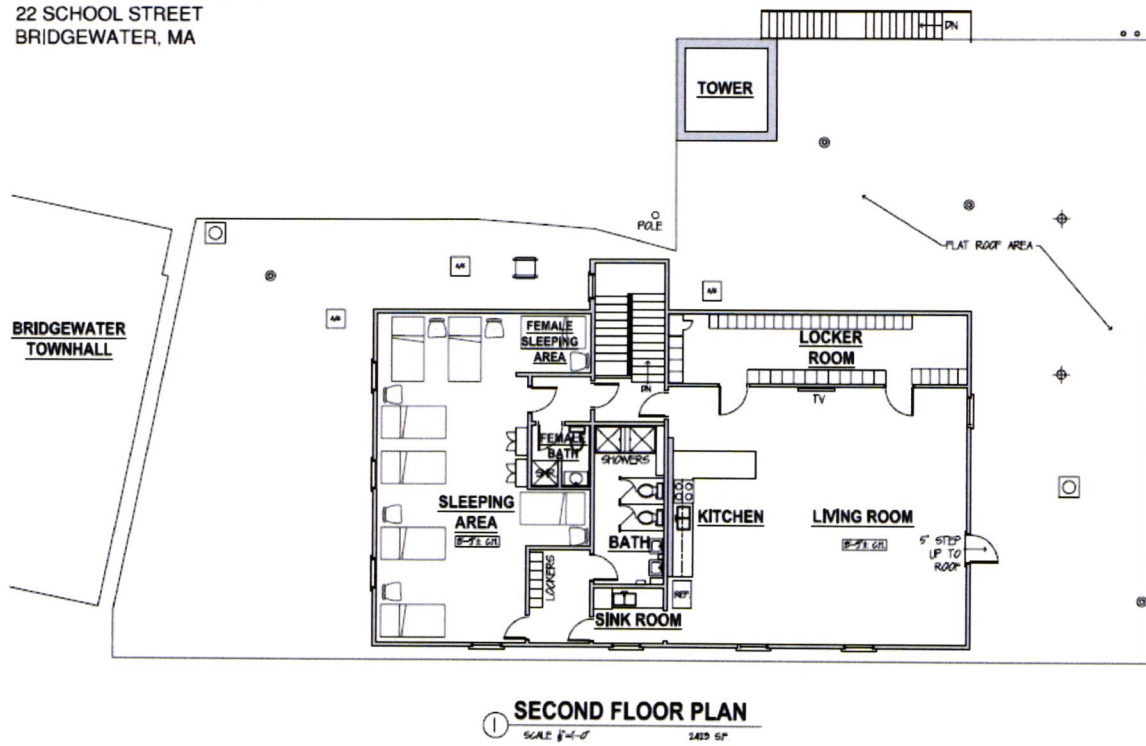 22 SCHOOL STREET
BRIDGEWATER, MA
DN
TOWER
POLE
FLAT ROOF AREA
A/C
A/C
A/C
BRIDGEWATER
TOWNHALL
FEMALE
SLEEPING
AREA
LOCKER
ROOM
DN
TV
FEMALE
BATH
SHR
SHOWERS
SLEEPING
AREA
KITCHEN
LIVING ROOM
BATH
5" STEP
UP TO
ROOF
LOCKERS
REF.
SINK ROOM
1
SECOND FLOOR PLAN
SCALE